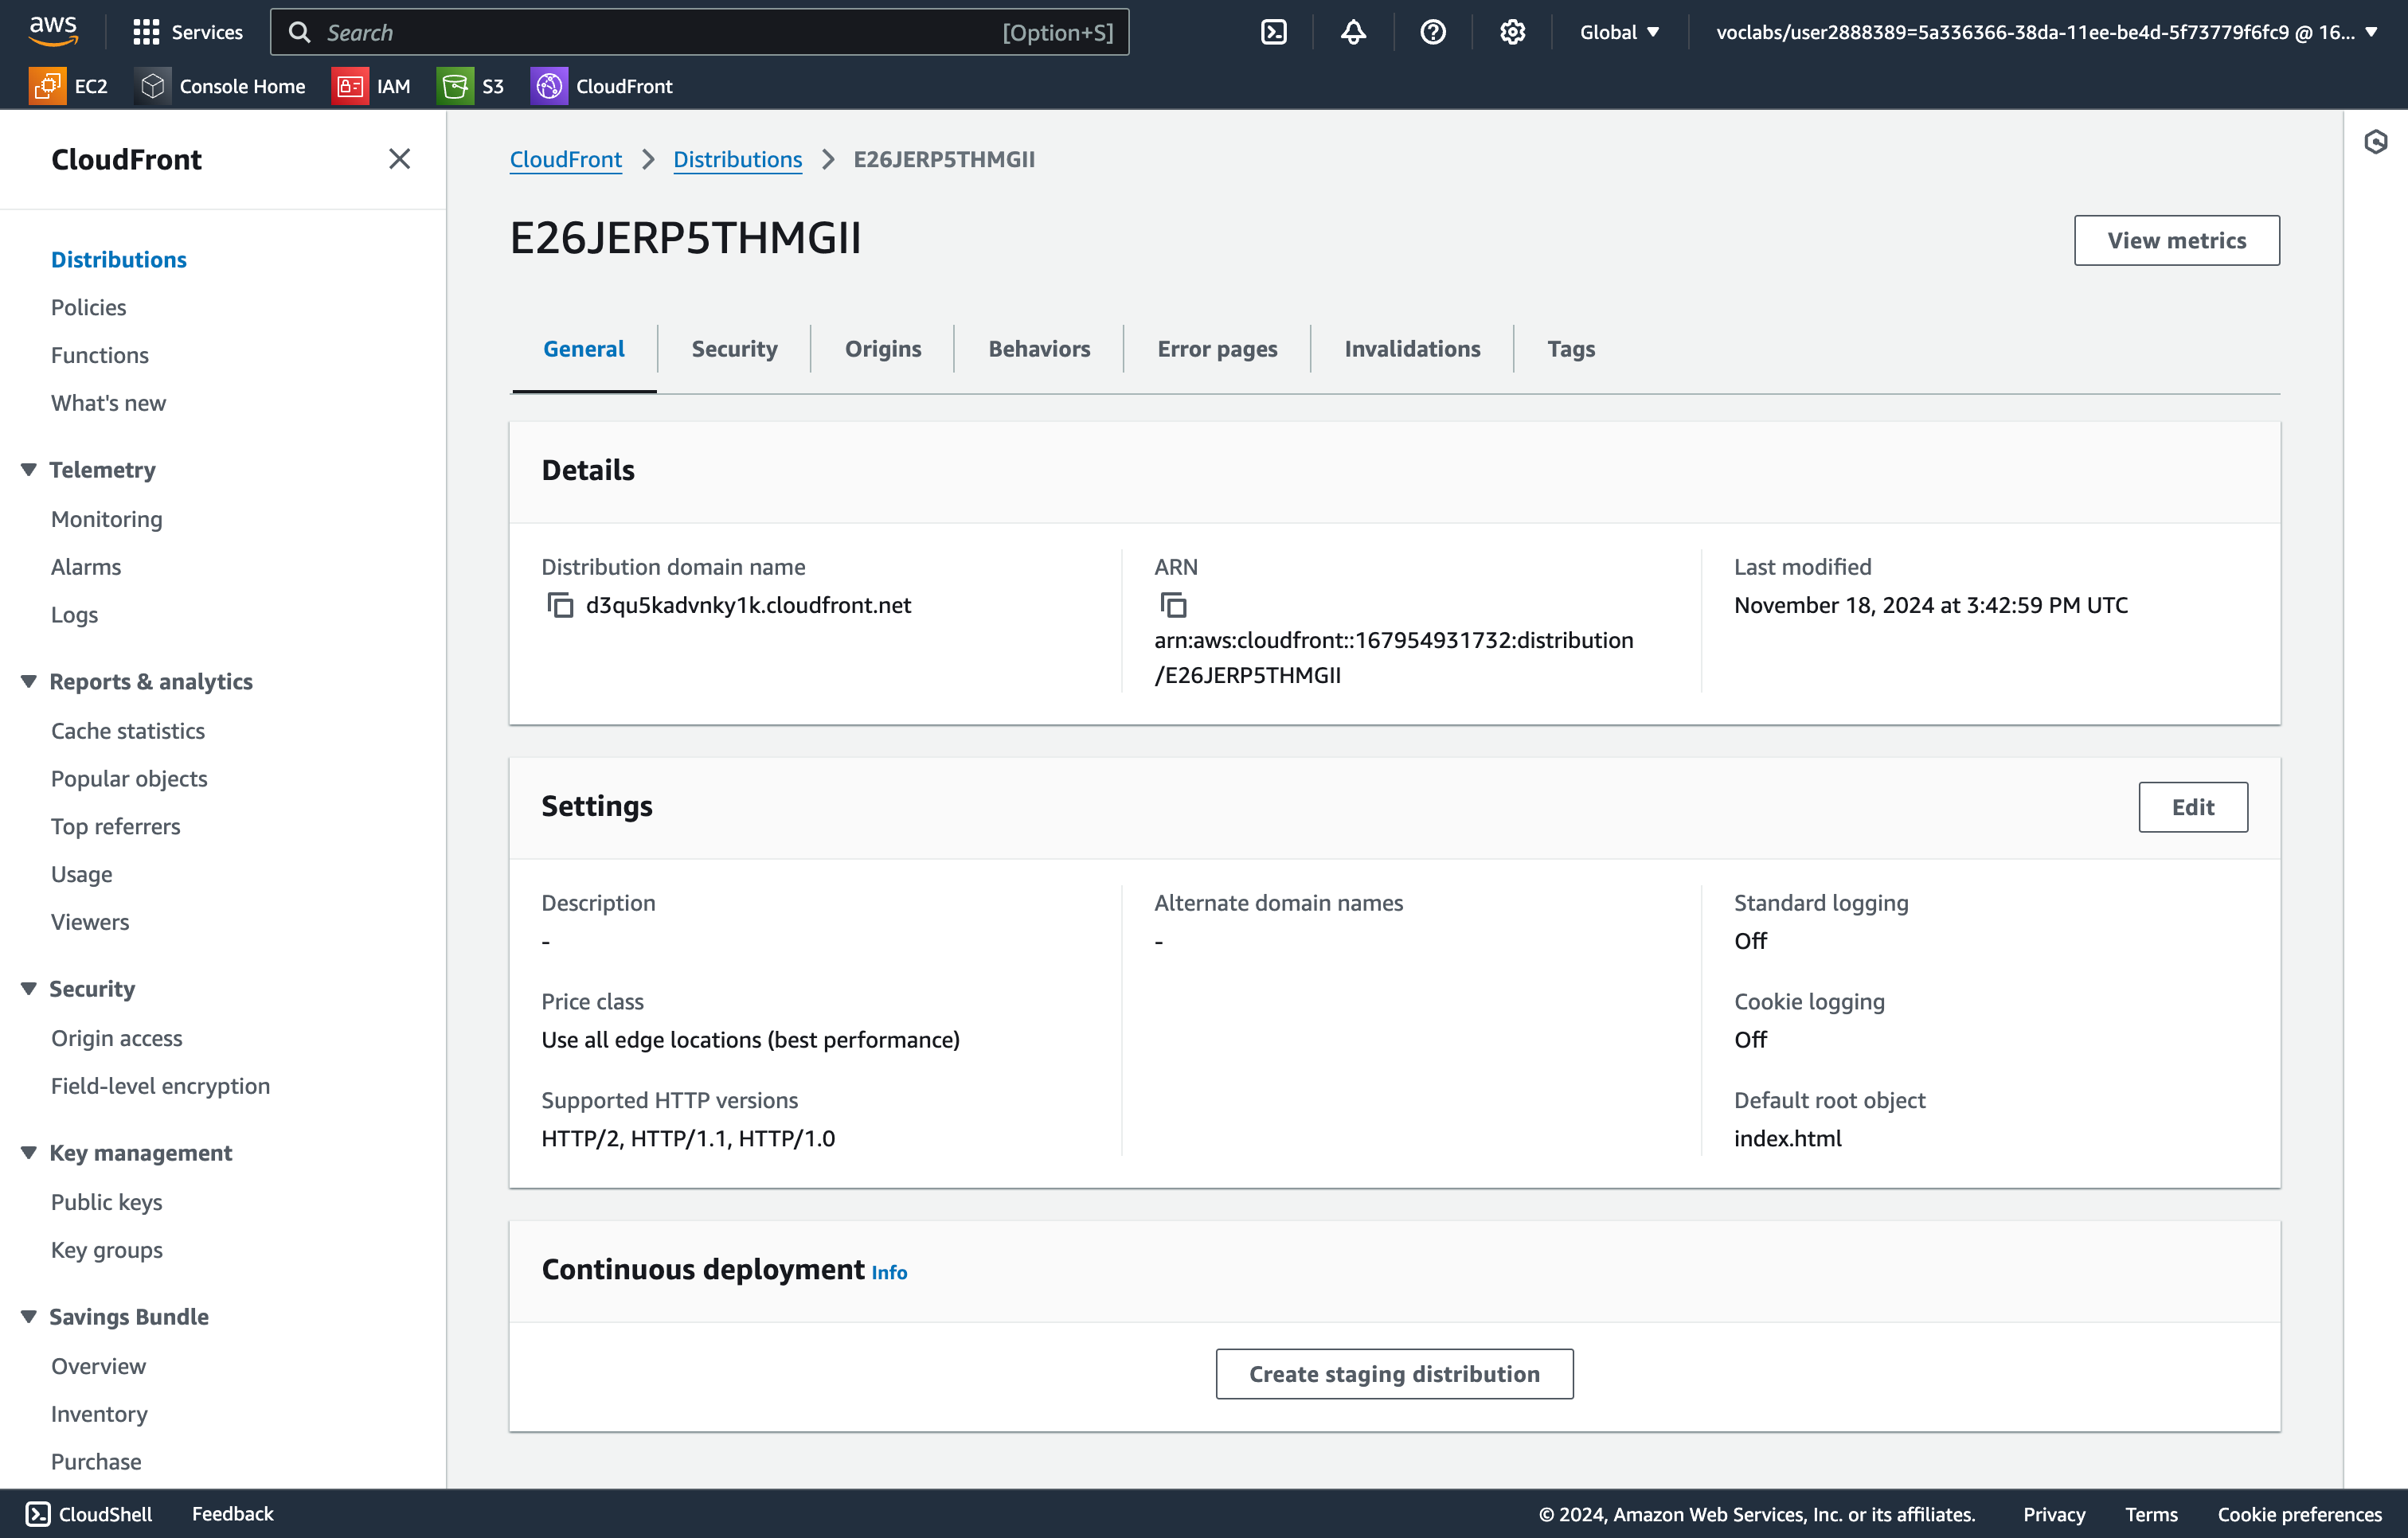 aws
Services
Search
[Option+S]
Global
voclabs/user2888389=5a336366-38da-11ee-be4d-5f73779f6fc9 @ 16...
EC2
Console Home
IAM
S3
CloudFront
CloudFront
Distributions
Policies
Functions
What's new
Telemetry
Monitoring
Alarms
Logs
Reports & analytics
Cache statistics
Popular objects
Top referrers
Usage
Viewers
Security
Origin access
Field-level encryption
Key management
Public keys
Key groups
Savings Bundle
Overview
Inventory
Purchase
CloudFront
Distributions
E26JERP5THMGII
E26JERP5THMGII
View metrics
General
Security
Origins
Behaviors
Error pages
Invalidations
Tags
Details
Distribution domain name
d3qu5kadvnky1k.cloudfront.net
ARN
arn:aws:cloudfront::167954931732:distribution
/E26JERP5THMGII
Last modified
November 18, 2024 at 3:42:59 PM UTC
Settings
Edit
Description
-
Price class
Use all edge locations (best performance)
Supported HTTP versions
HTTP/2, HTTP/1.1, HTTP/1.0
Alternate domain names
-
Standard logging
Off
Cookie logging
Off
Default root object
index.html
Continuous deployment Info
Create staging distribution
CloudShell
Feedback
© 2024, Amazon Web Services, Inc. or its affiliates.
Privacy
Terms
Cookie preferences